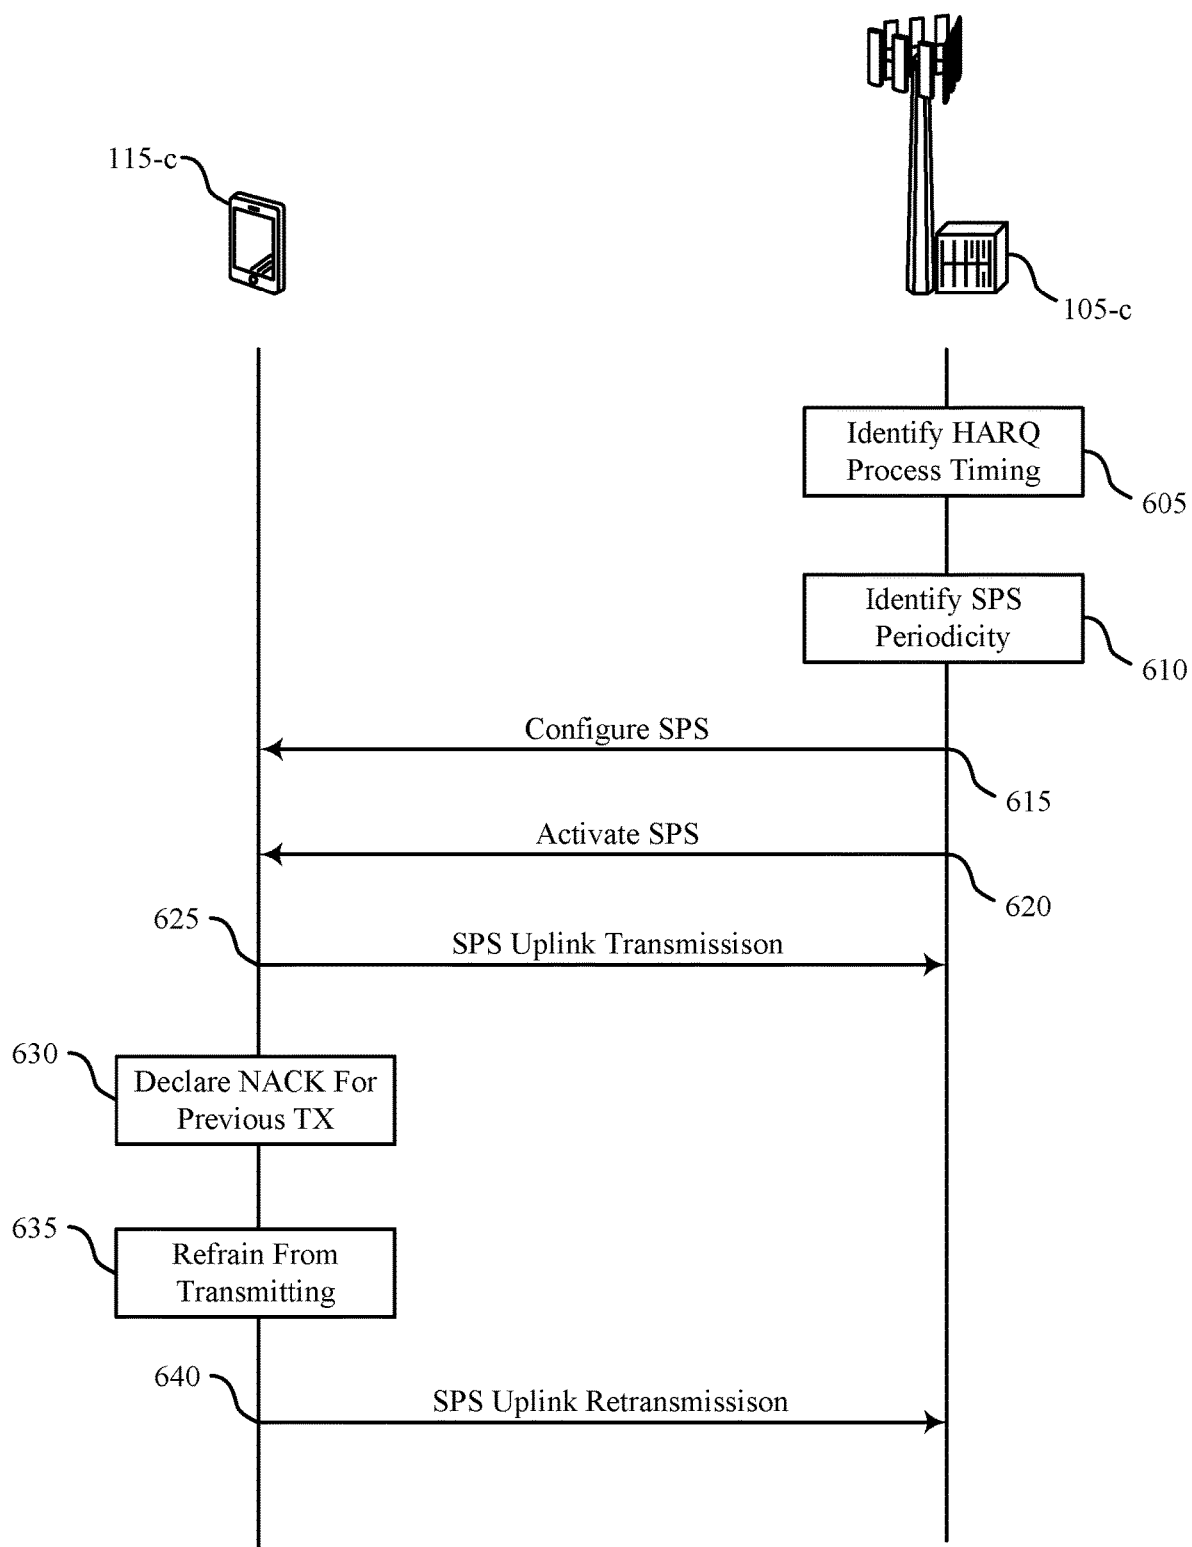 115-c
105-c
Identify HARQ
Process Timing
605
Identify SPS
Periodicity
610
Configure SPS
615
Activate SPS
620
625
SPS Uplink Transmissison
630
Declare NACK For
Previous TX
635
Refrain From
Transmitting
640
SPS Uplink Retransmissison